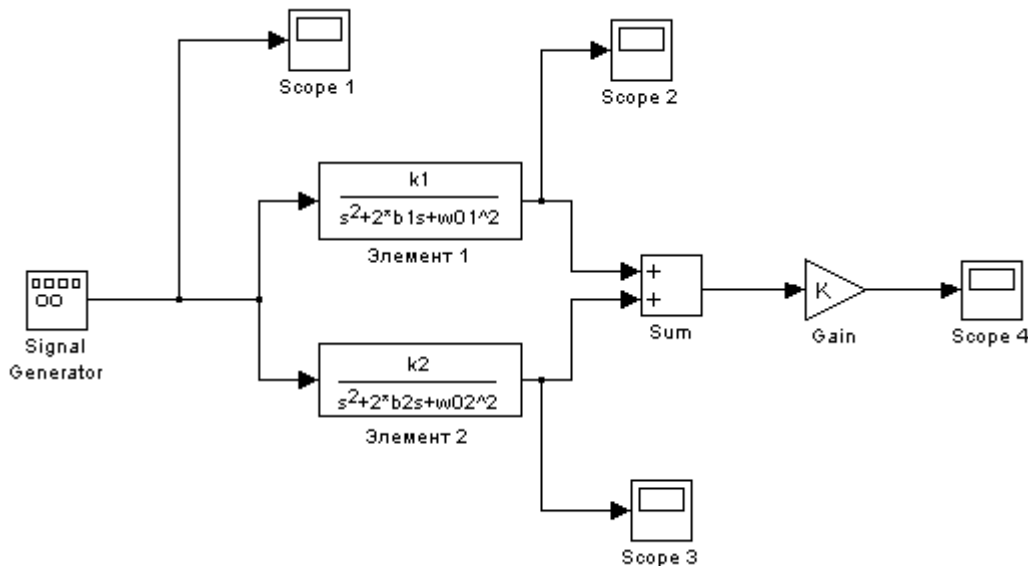 Scope 1
Scope 2
k1
s²+2*b1s+w01^2
Элемент 1
+
+
Sum
K
Gain
Scope 4
Signal
Generator
k2
s²+2*b2s+w02^2
Элемент 2
Scope 3